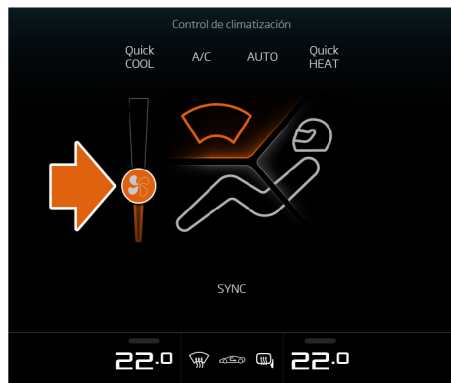 Control de climatización
Quick
COOL
A/C
AUTO
Quick
HEAT
SYNC
22.0
22.0